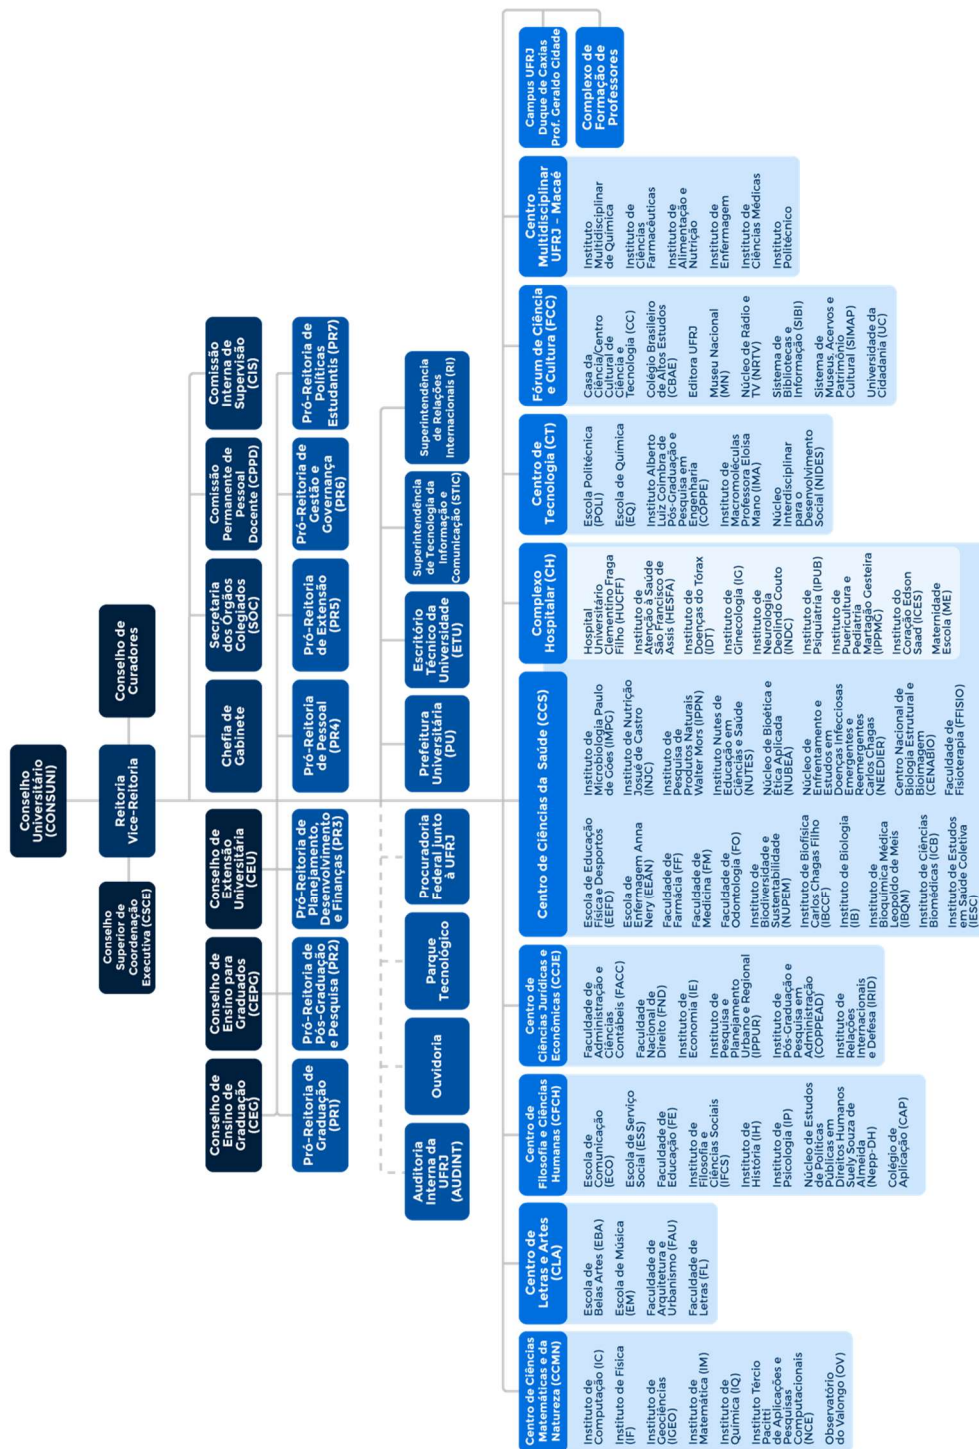 Conselho
Universitário
(CONSUNI)
Conselho
Superior de
Coordenação
Executiva (CSCE)
Reitoria
Vice-Reitoria
Conselho de
Curadores
Conselho de
Ensino de
Graduação
(CEG)
Conselho de
Ensino para
Graduados
(CEPG)
Conselho de
Extensão
Universitária
(CEU)
Chefia de
Gabinete
Secretaria
dos Órgãos
Colegiados
(SOC)
Comissão
Permanente de
Pessoal
Docente (CPPD)
Comissão
Interna de
Supervisão
(CIS)
Pró-Reitoria de
Graduação
(PR1)
Pró-Reitoria de
Pós-Graduação
e Pesquisa (PR2)
Pró-Reitoria de
Planejamento,
Desenvolvimento
e Finanças (PR3)
Pró-Reitoria
de Pessoal
(PR4)
Pró-Reitoria
de Extensão
(PR5)
Pró-Reitoria de
Gestão e
Governança
(PR6)
Pró-Reitoria de
Políticas
Estudantis (PR7)
Auditoria
Interna da
UFRJ
(AUDINT)
Ouvidoria
Parque
Tecnológico
Procuradoria
Federal junto
à UFRJ
Prefeitura
Universitária
(PU)
Escritório
Técnico da
Universidade
(ETU)
Superintendência
de Tecnologia da
Informação e
Comunicação (STIC)
Superintendência
de Relações
Internacionais (RI)
Centro de Ciências
Matemáticas e da
Natureza (CCMN)
Instituto de
Computação (IC)
Instituto de Física
(IF)
Instituto de
Geociências
(IGEO)
Instituto de
Matemática (IM)
Instituto de
Química (IQ)
Instituto Tércio
Pacitti
de Aplicações e
Pesquisas
Computacionais
(NCE)
Observatório
do Valongo (OV)
Centro de
Letras e Artes
(CLA)
Escola de
Belas Artes (EBA)
Escola de Música
(EM)
Faculdade de
Arquitetura e
Urbanismo (FAU)
Faculdade de
Letras (FL)
Centro de
Filosofia e Ciências
Humanas (CFCH)
Escola de
Comunicação
(ECO)
Escola de Serviço
Social (ESS)
Faculdade de
Educação (FE)
Instituto de
Filosofia e
Ciências Sociais
(IFCS)
Instituto de
História (IH)
Instituto de
Psicologia (IP)
Núcleo de Estudos
de Políticas
Públicas em
Direitos Humanos
Suely Souza de
Almeida
(Nepp-DH)
Colégio de
Aplicação (CAP)
Centro de
Ciências Jurídicas e
Econômicas (CCJE)
Faculdade de
Administração e
Ciências
Contábeis (FACC)
Faculdade
Nacional de
Direito (FND)
Instituto de
Economia (IE)
Instituto de
Pesquisa e
Planejamento
Urbano e Regional
(IPPUR)
Instituto de
Pós-Graduação e
Pesquisa em
Administração
(COPPEAD)
Instituto de
Relações
Internacionais
e Defesa (IRID)
Centro de Ciências da Saúde (CCS)
Escola de Educação
Física e Desportos
(EEFD)
Escola de
Enfermagem Anna
Nery (EEAN)
Faculdade de
Farmácia (FF)
Faculdade de
Medicina (FM)
Faculdade de
Odontologia (FO)
Instituto de
Biodiversidade e
Sustentabilidade
(NUPEM)
Instituto de Biofísica
Carlos Chagas Filho
(IBCCF)
Instituto de Biologia
(IB)
Instituto de
Bioquímica Médica
Leopoldo de Meis
(IBQM)
Instituto de Ciências
Biomédicas (ICB)
Instituto de Estudos
em Saúde Coletiva
(IESC)
Instituto de
Microbiologia Paulo
de Góes (IMPG)
Instituto de Nutrição
Josué de Castro
(INJC)
Instituto de
Pesquisa de
Produtos Naturais
Walter Mors (IPPN)
Instituto Nutes de
Educação em
Ciências e Saúde
(NUTES)
Núcleo de Bioética e
Ética Aplicada
(NUBEA)
Núcleo de
Enfrentamento e
Estudos em
Doenças Infecciosas
Emergentes e
Reemergentes
Carlos Chagas
(NEEDIER)
Centro Nacional de
Biologia Estrutural e
Bioimagem
(CENABIO)
Faculdade de
Fisioterapia (FFISIO)
Complexo
Hospitalar (CH)
Hospital
Universitário
Clementino Fraga
Filho (HUCFF)
Instituto de
Atenção à Saúde
São Francisco de
Assis (HESFA)
Instituto de
Doenças do Tórax
(IDT)
Instituto de
Ginecologia (IG)
Instituto de
Neurologia
Deolindo Couto
(INDC)
Instituto de
Psiquiatria (IPUB)
Instituto de
Puericultura e
Pediatria
Martagão Gesteira
(IPPMG)
Instituto do
Coração Edson
Saad (ICES)
Maternidade
Escola (ME)
Centro de
Tecnologia (CT)
Escola Politécnica
(POLI)
Escola de Química
(EQ)
Instituto Alberto
Luiz Coimbra de
Pós-Graduação e
Pesquisa em
Engenharia
(COPPE)
Instituto de
Macromoléculas
Professora Eloisa
Mano (IMA)
Núcleo
Interdisciplinar
para o
Desenvolvimento
Social (NIDES)
Fórum de Ciência
e Cultura (FCC)
Casa da
Ciência/Centro
Cultural de
Ciência e
Tecnologia (CC)
Colégio Brasileiro
de Altos Estudos
(CBAE)
Editora UFRJ
Museu Nacional
(MN)
Núcleo de Rádio e
TV (NRTV)
Sistema de
Bibliotecas e
Informação (SIBI)
Sistema de
Museus, Acervos e
Patrimônio
Cultural (SIMAP)
Universidade da
Cidadania (UC)
Centro
Multidisciplinar
UFRJ - Macaé
Instituto
Multidisciplinar
de Química
Instituto de
Ciências
Farmacêuticas
Instituto de
Alimentação e
Nutrição
Instituto de
Enfermagem
Instituto de
Ciências Médicas
Instituto
Politécnico
Campus UFRJ
Duque de Caxias
Prof. Geraldo Cidade
Complexo de
Formação de
Professores